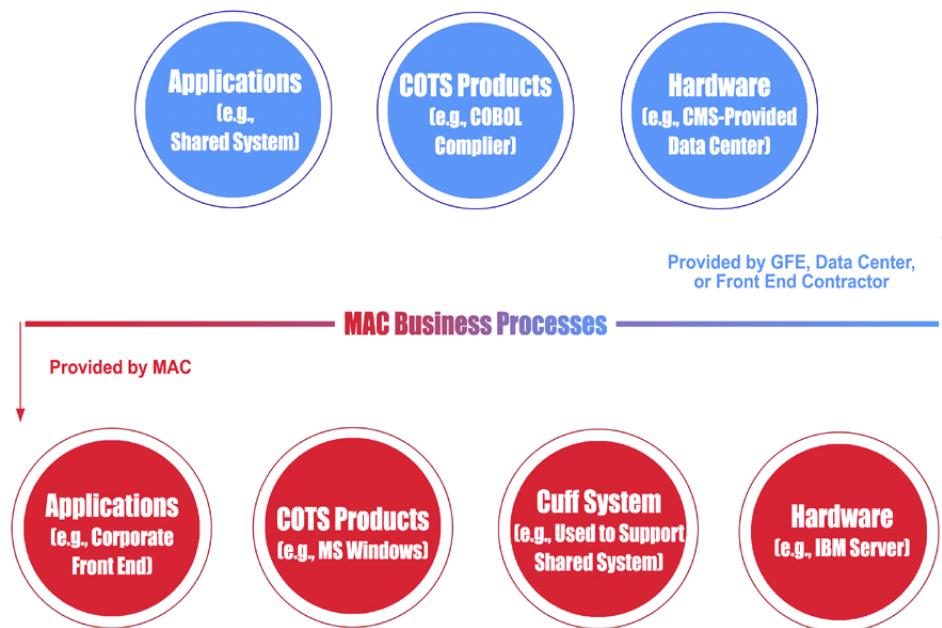 Applications
(e.g.,
Shared System)
COTS Products
(e.g., COBOL
Complier)
Hardware
(e.g., CMS-Provided
Data Center)
Provided by GFE, Data Center,
or Front End Contractor
MAC Business Processes
Provided by MAC
Applications
(e.g., Corporate
Front End)
COTS Products
(e.g., MS Windows)
Cuff System
(e.g., Used to Support
Shared System)
Hardware
(e.g., IBM Server)